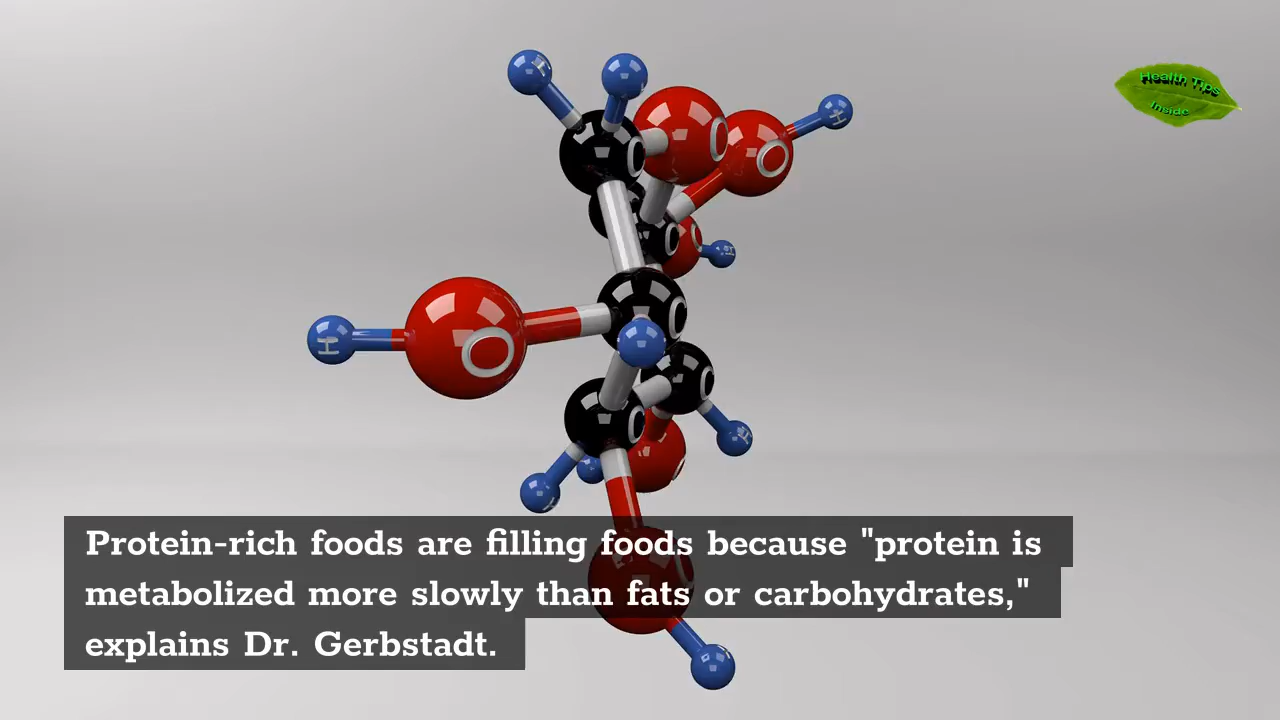 Health Tips
Inside
H
H
C
O
O
H
C
O
H
C
H
O
C
C
H
H
O
H
Protein-rich foods are filling foods because "protein is
metabolized more slowly than fats or carbohydrates,"
explains Dr. Gerbstadt.